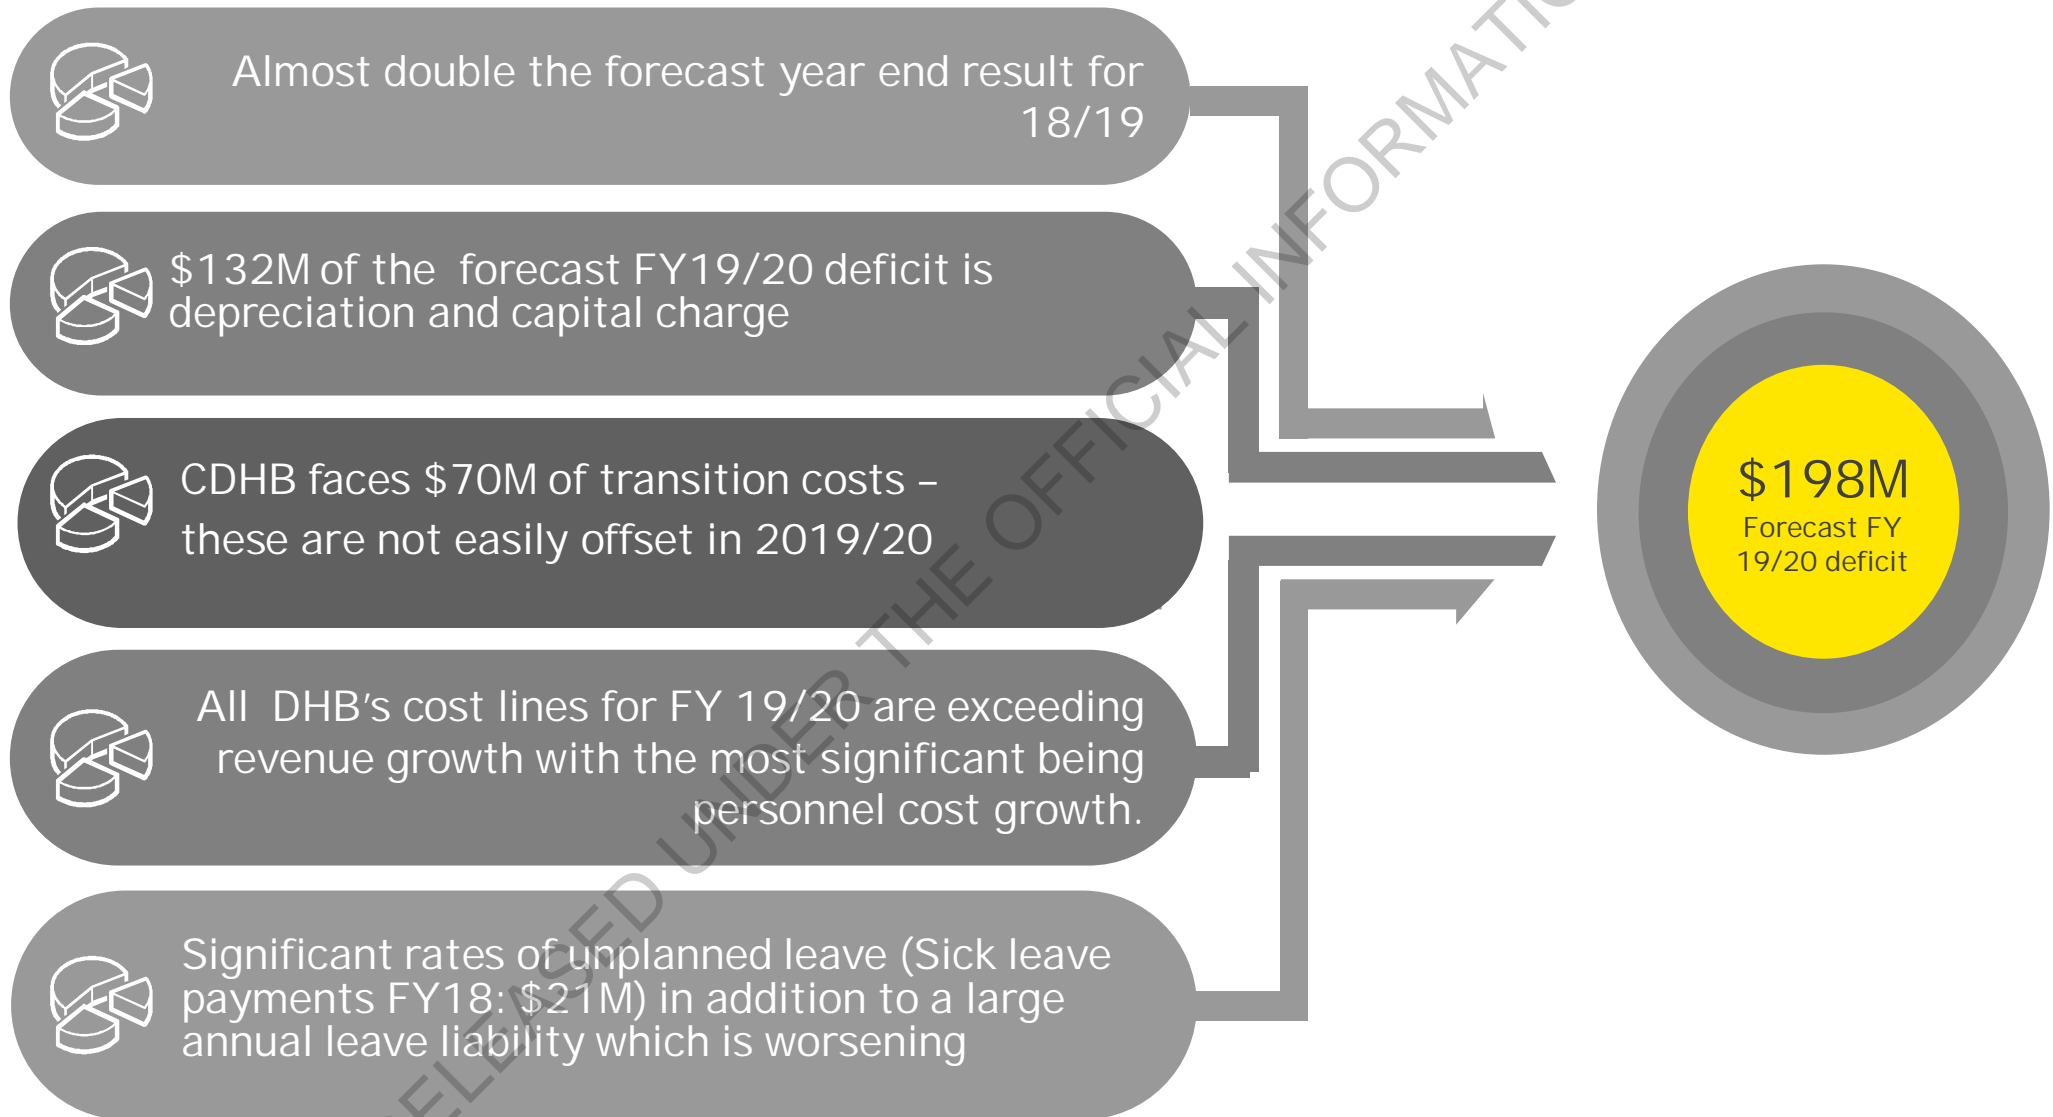 Almost double the forecast year end result for
18/19
$132M of the forecast FY19/20 deficit is
depreciation and capital charge
CDHB faces $70M of transition costs –
these are not easily offset in 2019/20
All DHB's cost lines for FY 19/20 are exceeding
revenue growth with the most significant being
personnel cost growth.
Significant rates of unplanned leave (Sick leave
payments FY18: $21M) in addition to a large
annual leave liability which is worsening
$198M
Forecast FY
19/20 deficit
UNDER THE OFFICIAL